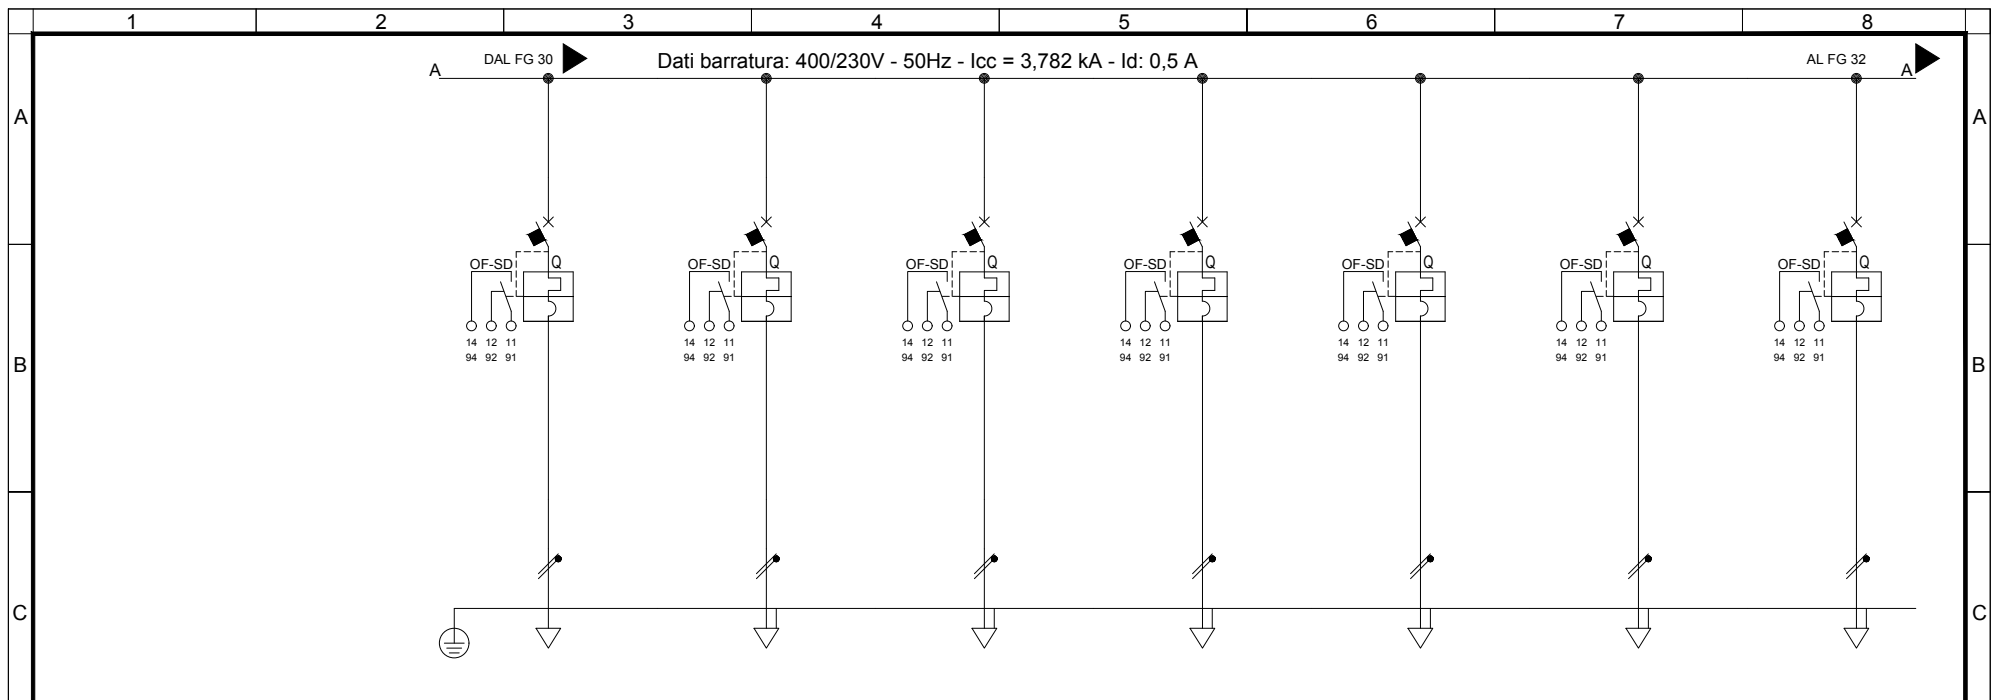 1 2 3 4 5 6 7 8
DAL FG 30 Dati barratura: 400/230V - 50Hz - Icc = 3,782 kA - Id: 0,5 A AL FG 32
A A
A A
OF-SD Q OF-SD Q OF-SD Q OF-SD Q OF-SD Q OF-SD Q OF-SD Q
14 12 11 14 12 11 14 12 11 14 12 11 14 12 11 14 12 11 14 12 11
94 92 91 94 92 91 94 92 91 94 92 91 94 92 91 94 92 91 94 92 91
B B
C C